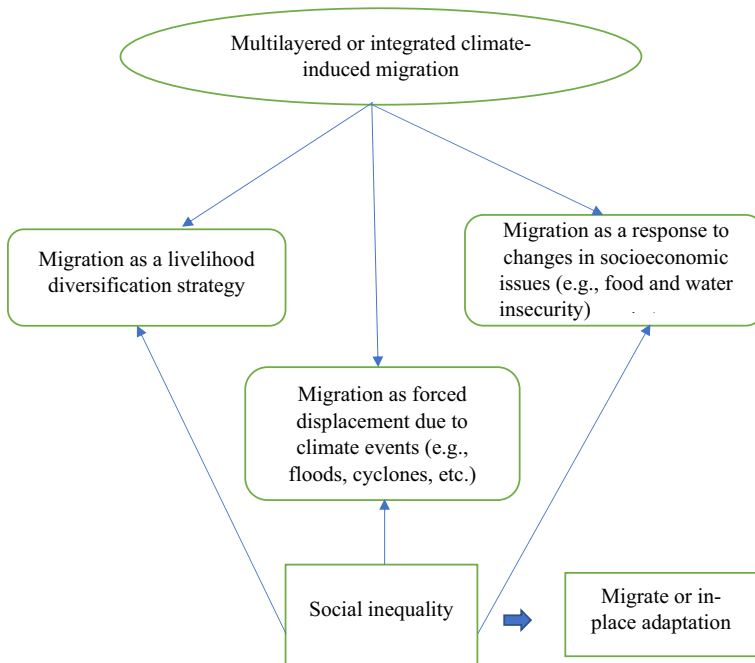 Multilayered or integrated climate-
induced migration
Migration as a livelihood
diversification strategy
Migration as a response to
changes in socioeconomic
issues (e.g., food and water
insecurity)
Migration as forced
displacement due to
climate events (e.g.,
floods, cyclones, etc.)
Social inequality
Migrate or in-
place adaptation